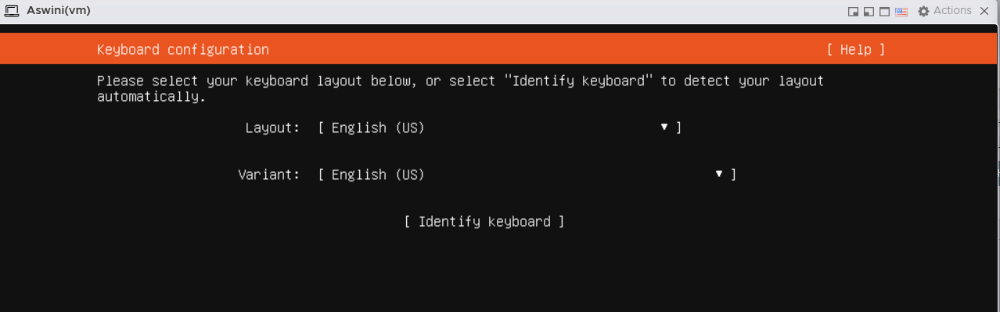 Aswini(vm) Actions
Keyboard configuration [ Help ]
Please select your keyboard layout below, or select "Identify keyboard" to detect your layout
automatically.
Layout: [ English (US) ▾ ]
Variant: [ English (US) ▾ ]
[ Identify keyboard ]